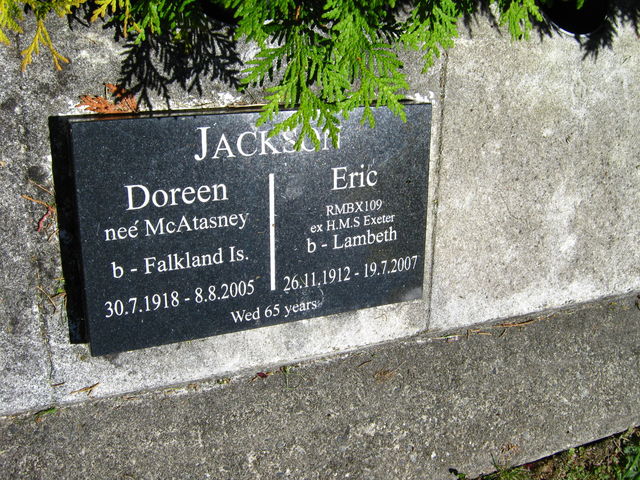 JACKSON
Doreen
neé McAtasney
b - Falkland Is.
30.7.1918 - 8.8.2005
Eric
RMBX109
ex H.M.S Exeter
b - Lambeth
26.11.1912 - 19.7.2007
Wed 65 years